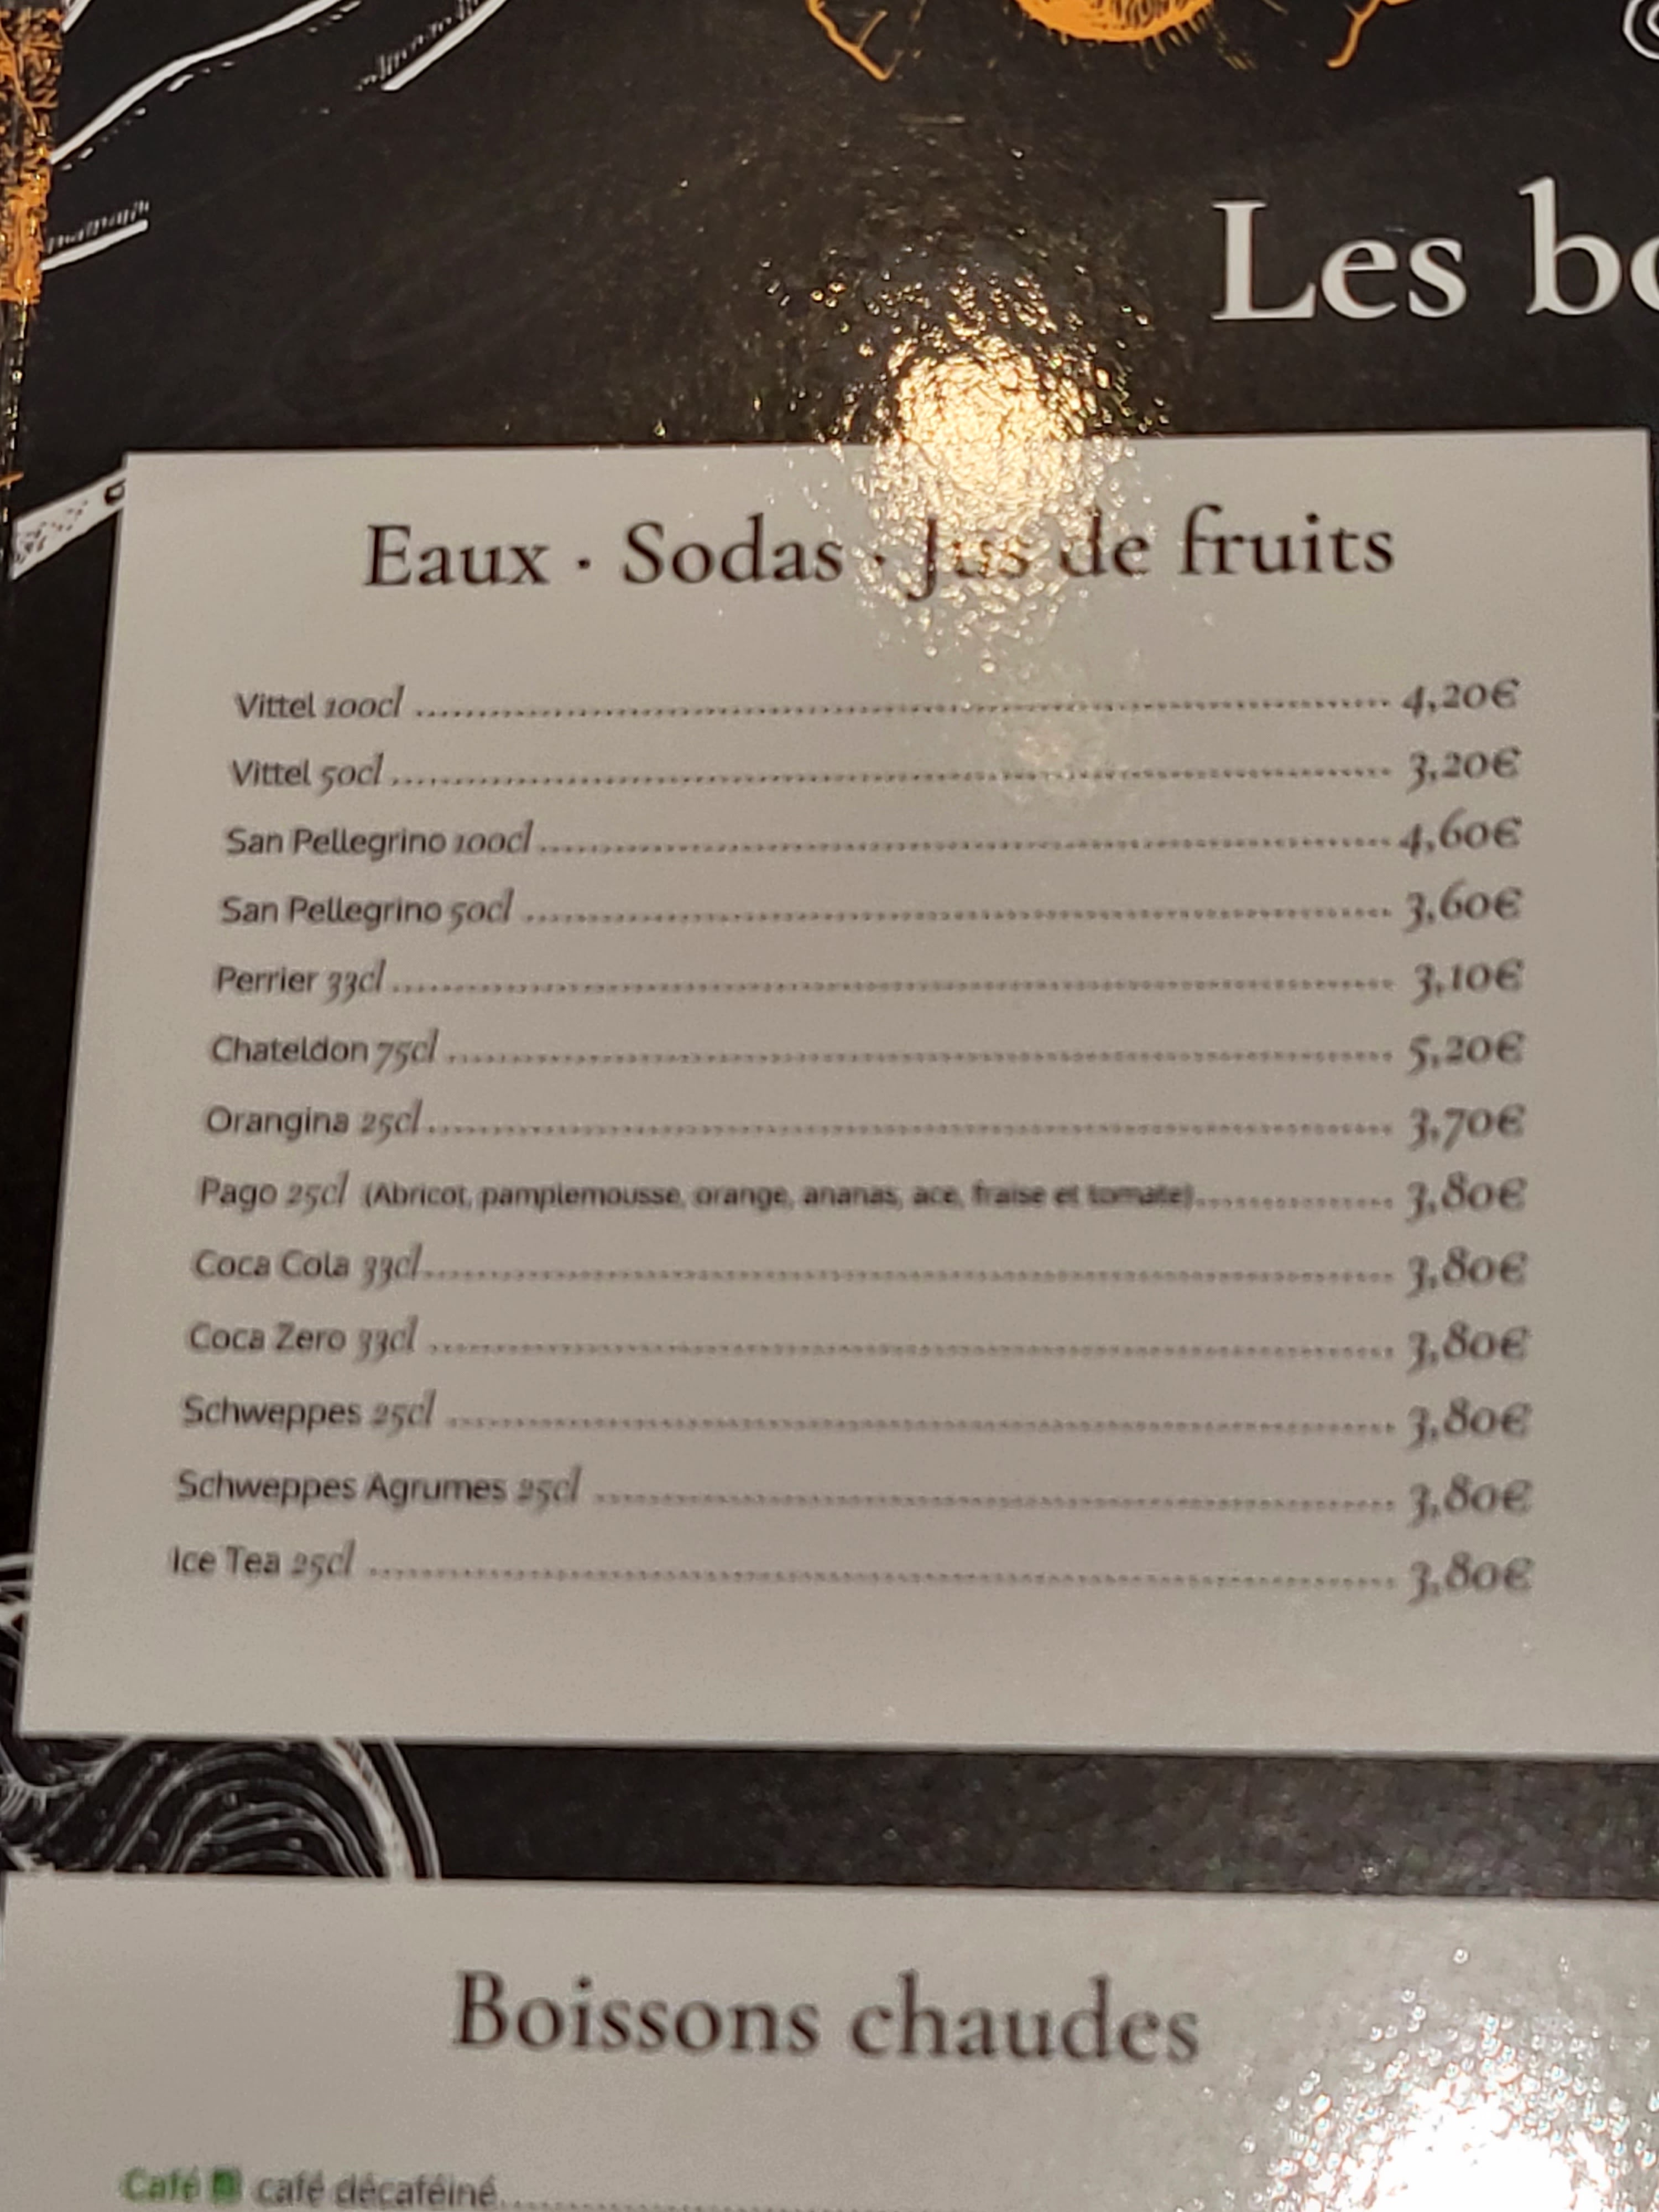 Les bo
Eaux · Sodas · Jus de fruits
Vittel 100cl ........ 4,20€
Vittel 50cl ........ 3,20€
San Pellegrino 100cl ........ 4,60€
San Pellegrino 50cl ........ 3,60€
Perrier 33cl ........ 3,10€
Chateldon 75cl ........ 5,20€
Orangina 25cl ........ 3,70€
Pago 25cl (Abricot, pamplemousse, orange, ananas, ace, fraise et tomate) ........ 3,80€
Coca Cola 33cl ........ 3,80€
Coca Zero 33cl ........ 3,80€
Schweppes 25cl ........ 3,80€
Schweppes Agrumes 25cl ........ 3,80€
Ice Tea 25cl ........ 3,80€
Boissons chaudes
Café café décaféiné ........